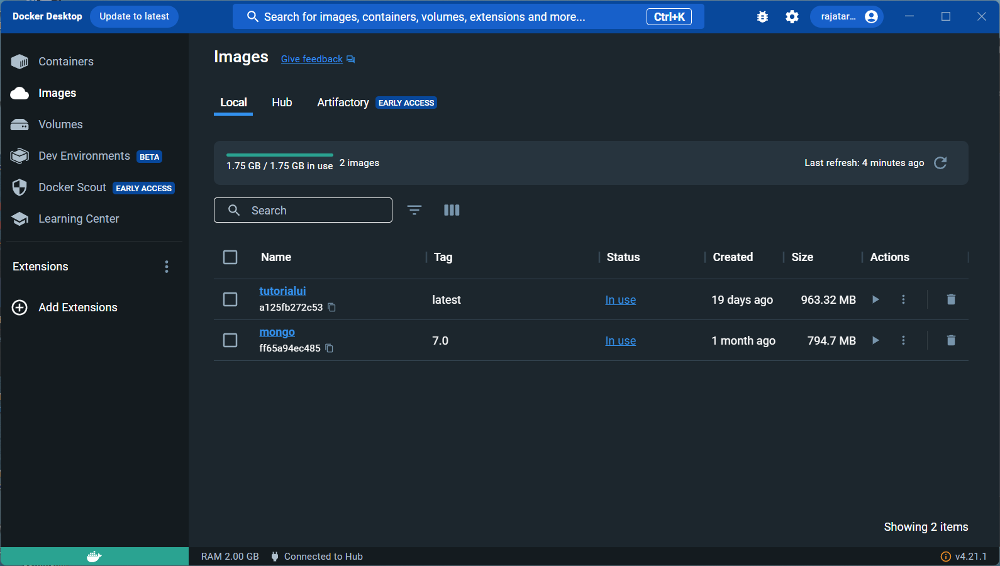 Docker Desktop
Update to latest
Search for images, containers, volumes, extensions and more...
Ctrl+K
rajatar...
Containers
Images
Volumes
Dev Environments BETA
Docker Scout EARLY ACCESS
Learning Center
Extensions
Add Extensions
Images
Give feedback
Local
Hub
Artifactory EARLY ACCESS
1.75 GB / 1.75 GB in use
2 images
Last refresh: 4 minutes ago
Search
Name
Tag
Status
Created
Size
Actions
tutorialui
a125fb272c53
latest
In use
19 days ago
963.32 MB
mongo
ff65a94ec485
7.0
In use
1 month ago
794.7 MB
Showing 2 items
RAM 2.00 GB
Connected to Hub
v4.21.1